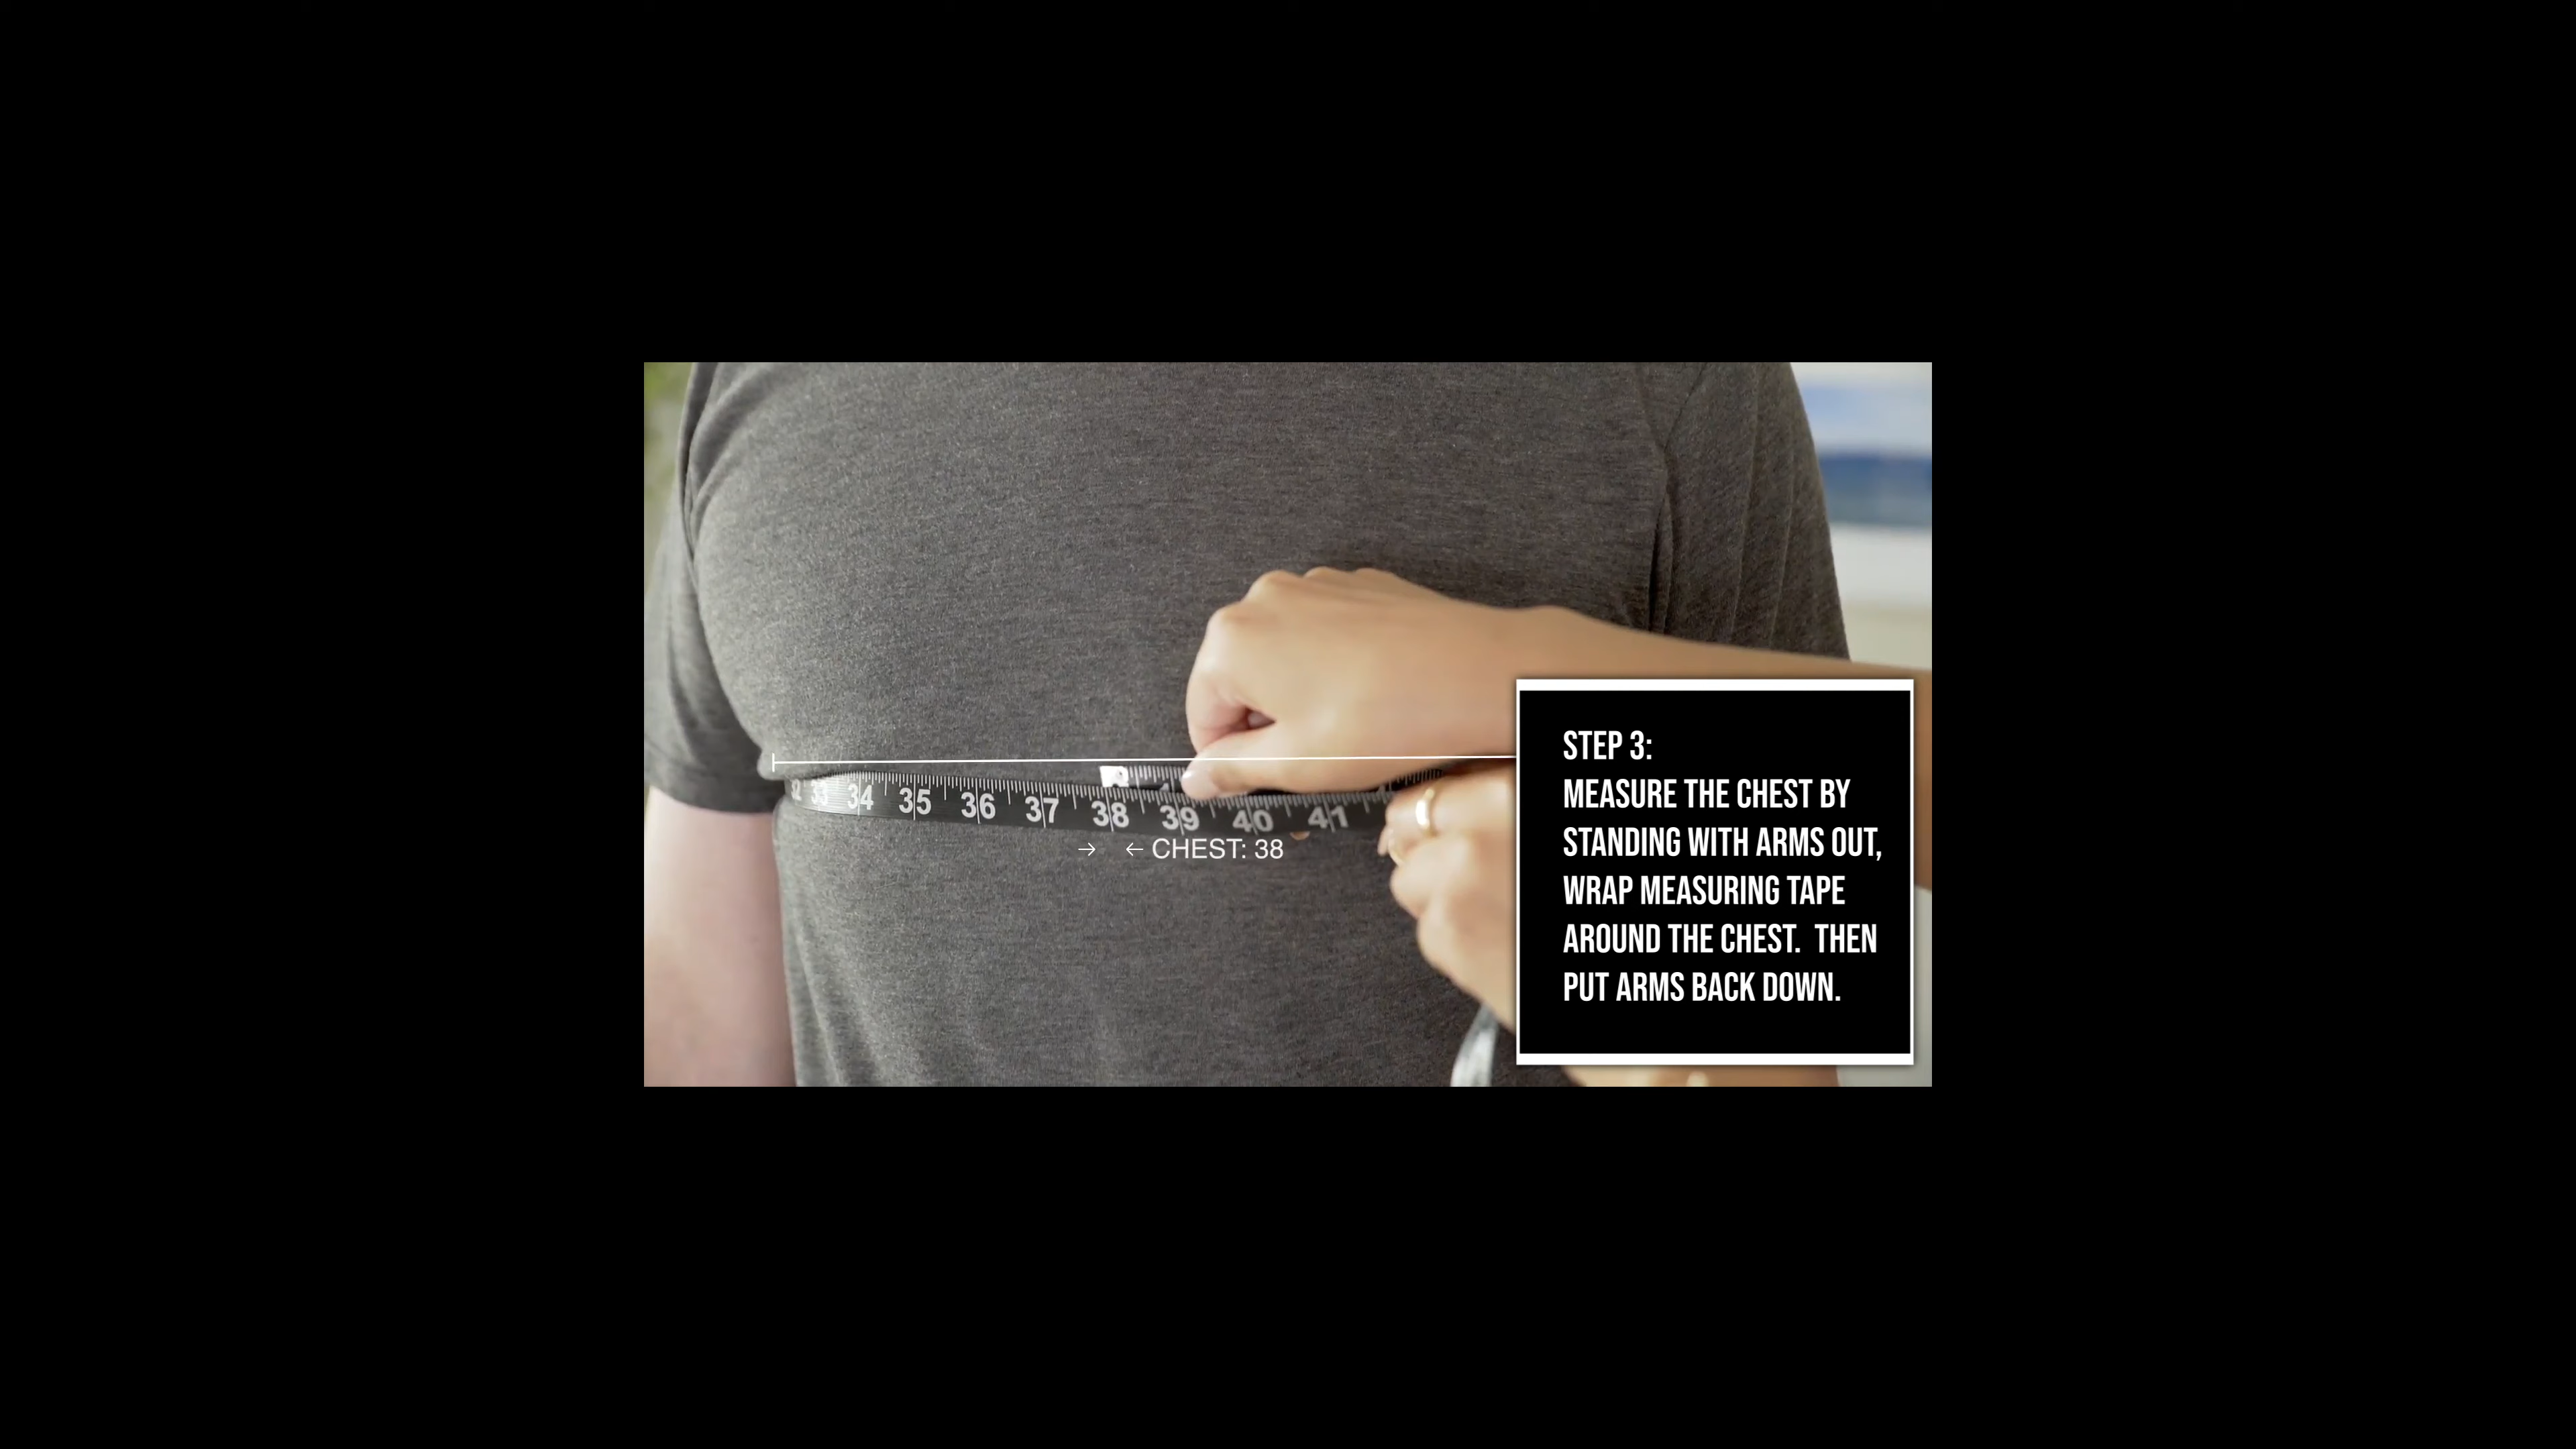 32 33 34 35 36 37 38 39 40 41
→ ← CHEST: 38
STEP 3:
MEASURE THE CHEST BY
STANDING WITH ARMS OUT,
WRAP MEASURING TAPE
AROUND THE CHEST. THEN
PUT ARMS BACK DOWN.